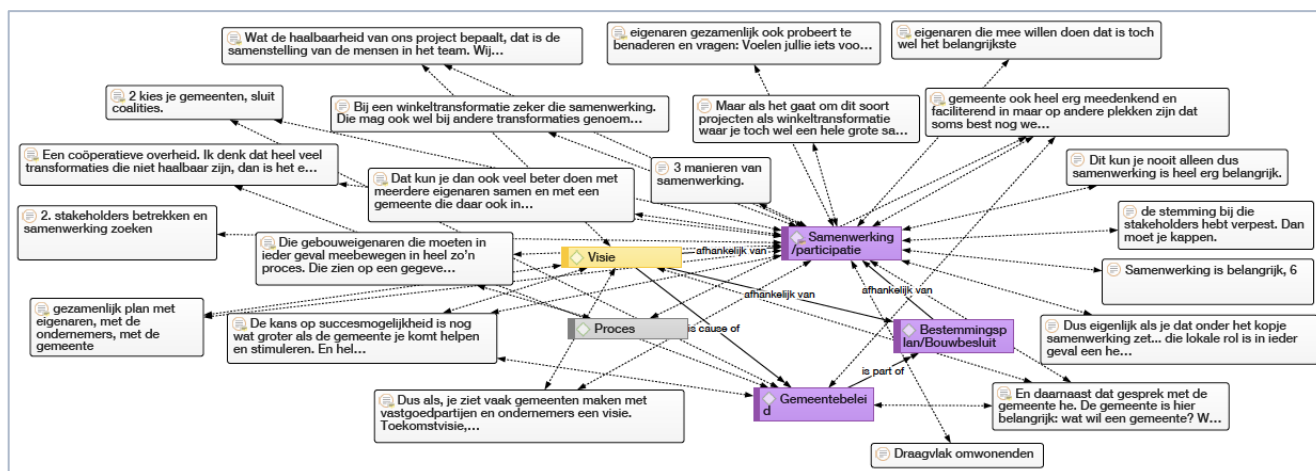 Wat de haalbaarheid van ons project bepaalt, dat is de
samenstelling van de mensen in het team. Wij...
eigenaren gezamenlijk ook probeert te
benaderen en vragen: Voelen jullie iets voo...
eigenaren die mee willen doen dat is toch
wel het belangrijkste
2 kies je gemeenten, sluit
coalities.
Bij een winkeltransformatie zeker die samenwerking.
Die mag ook wel bij andere transformaties genoem...
Maar als het gaat om dit soort
projecten als winkeltransformatie
waar je toch wel een hele grote sa...
gemeente ook heel erg meedenkend en
faciliterend in maar op andere plekken zijn dat
soms best nog we...
Een coöperatieve overheid. Ik denk dat heel veel
transformaties die niet haalbaar zijn, dan is het e...
Dat kun je dan ook veel beter doen met
meerdere eigenaren samen en met een
gemeente die daar ook in...
3 manieren van
samenwerking.
Dit kun je nooit alleen dus
samenwerking is heel erg belangrijk.
2. stakeholders betrekken en
samenwerking zoeken
Die gebouweigenaren die moeten in
ieder geval meebewegen in heel zo'n
proces. Die zien op een gegeve...
Visie
afhankelijk van
Samenwerking
/participatie
de stemming bij die
stakeholders hebt verpest. Dan
moet je kappen.
Samenwerking is belangrijk, 6
afhankelijk van
afhankelijk van
gezamenlijk plan met
eigenaren, met de
ondernemers, met de
gemeente
De kans op succesmogelijkheid is nog
wat groter als de gemeente je komt helpen
en stimuleren. En hel...
Proces
is cause of
Bestemmingsp
lan/Bouwbesluit
Dus eigenlijk als je dat onder het kopje
samenwerking zet... die lokale rol is in ieder
geval een he...
is part of
Dus als, je ziet vaak gemeenten maken met
vastgoedpartijen en ondernemers een visie.
Toekomstvisie,...
Gemeentebelei
d
En daarnaast dat gesprek met de
gemeente he. De gemeente is hier
belangrijk: wat wil een gemeente? W...
Draagvlak omwonenden